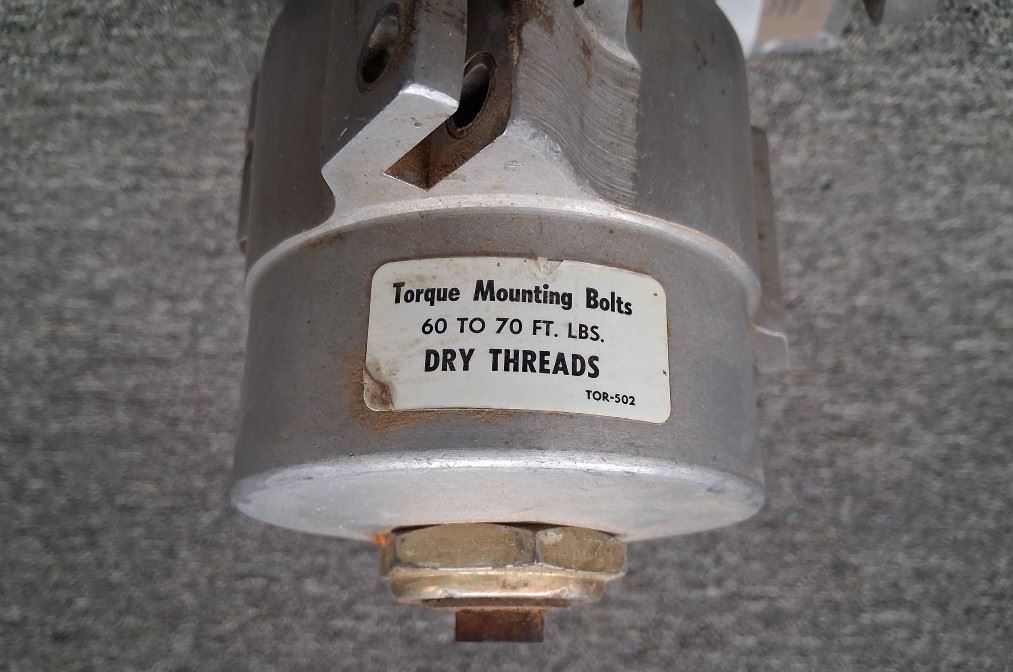 Torque Mounting Bolts
60 TO 70 FT. LBS.
DRY THREADS
TOR-502